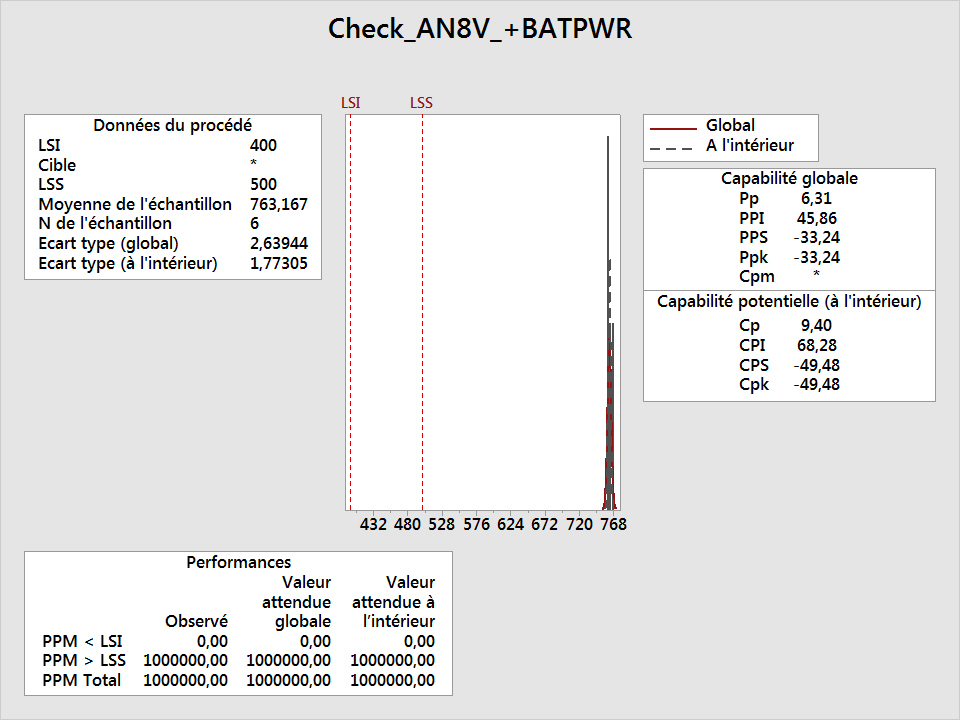 Check_AN8V_+BATPWR
LSI LSS
Données du procédé
LSI 400
Cible *
LSS 500
Moyenne de l'échantillon 763,167
N de l'échantillon 6
Ecart type (global) 2,63944
Ecart type (à l'intérieur) 1,77305
432 480 528 576 624 672 720 768
Global
A l'intérieur
Capabilité globale
Pp 6,31
PPI 45,86
PPS -33,24
Ppk -33,24
Cpm *
Capabilité potentielle (à l'intérieur)
Cp 9,40
CPI 68,28
CPS -49,48
Cpk -49,48
Performances
Valeur Valeur
attendue attendue à
Observé globale l'intérieur
PPM < LSI 0,00 0,00 0,00
PPM > LSS 1000000,00 1000000,00 1000000,00
PPM Total 1000000,00 1000000,00 1000000,00